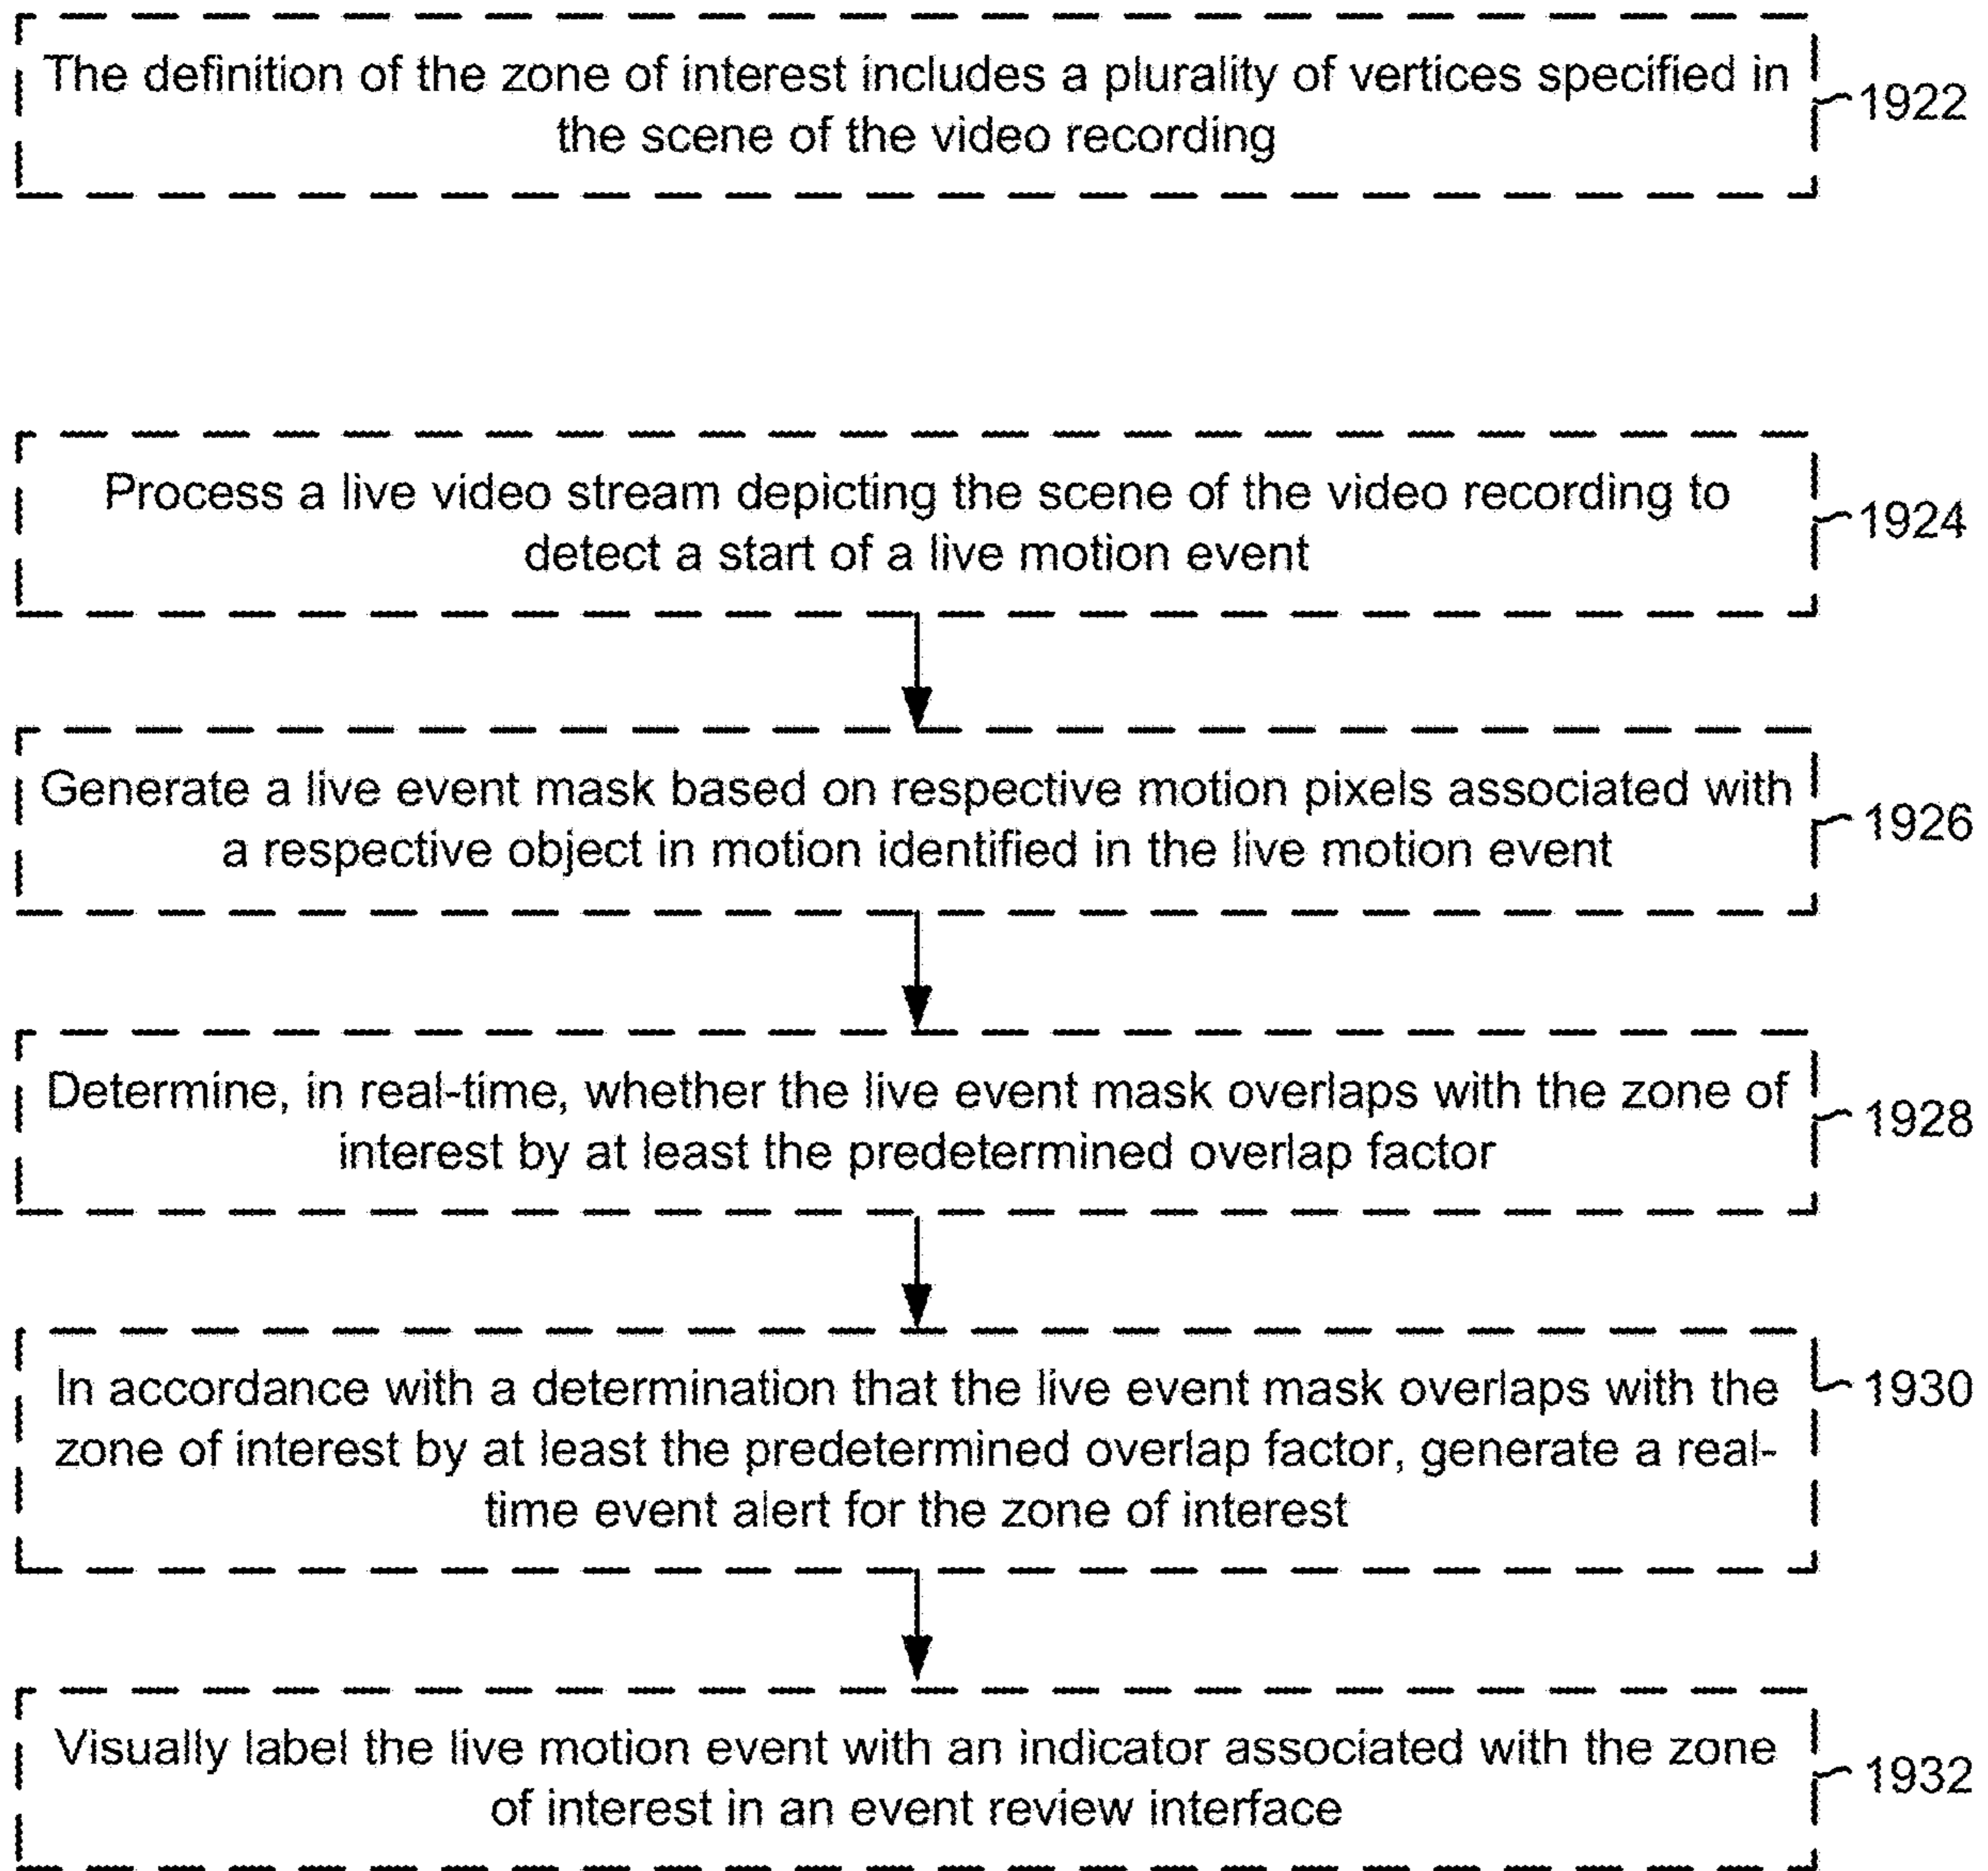 The definition of the zone of interest includes a plurality of vertices specified in
the scene of the video recording
1922
Process a live video stream depicting the scene of the video recording to
detect a start of a live motion event
1924
Generate a live event mask based on respective motion pixels associated with
a respective object in motion identified in the live motion event
1926
Determine, in real-time, whether the live event mask overlaps with the zone of
interest by at least the predetermined overlap factor
1928
In accordance with a determination that the live event mask overlaps with the
zone of interest by at least the predetermined overlap factor, generate a real-
time event alert for the zone of interest
1930
Visually label the live motion event with an indicator associated with the zone
of interest in an event review interface
1932